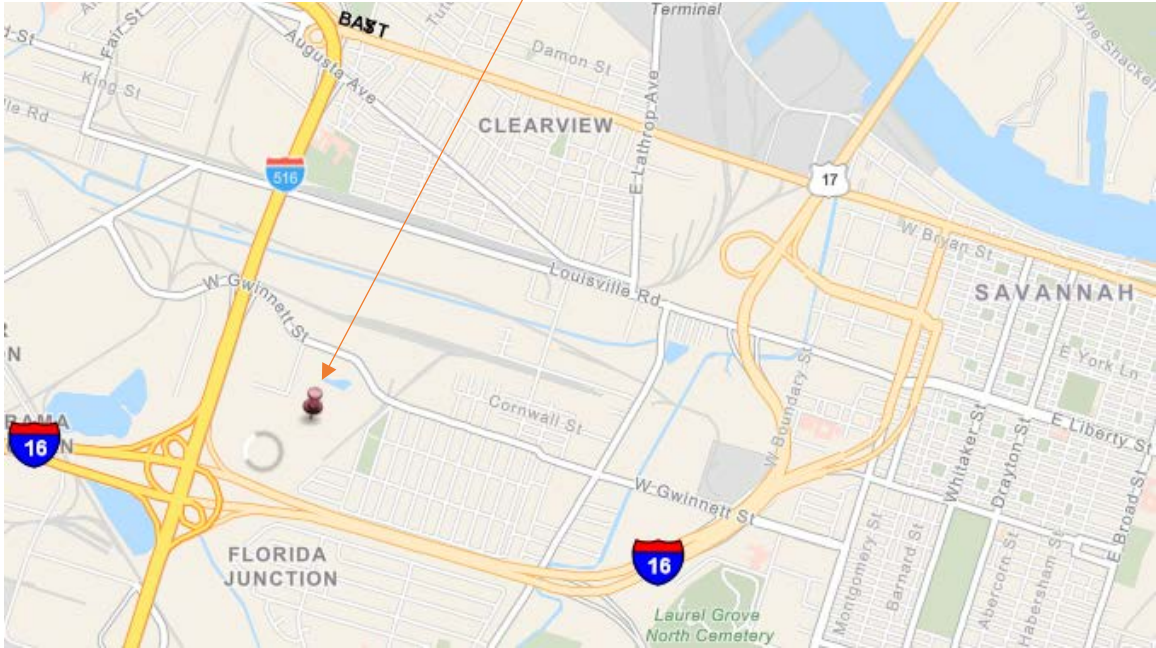 Terminal
BAST
Fair St
Augusta Ave
Damon St
King St
CLEARVIEW
E Lathrop Ave
516
17
W Bryan St
W Gwinnett St
Louisville Rd
SAVANNAH
E York Ln
Cornwall St
W Boundary St
E Liberty St
16
Whitaker St
Drayton St
W Gwinnett St
E Broad St
FLORIDA
JUNCTION
16
Montgomery St
Barnard St
Abercorn St
Habersham St
Laurel Grove
North Cemetery